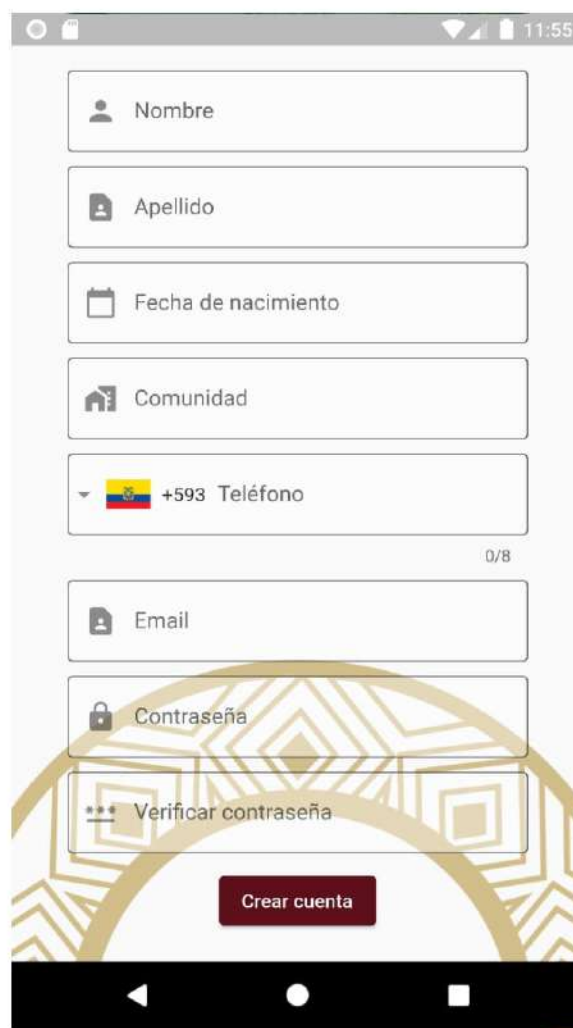 11:55
Nombre
Apellido
Fecha de nacimiento
Comunidad
+593 Teléfono
0/8
Email
Contraseña
Verificar contraseña
Crear cuenta